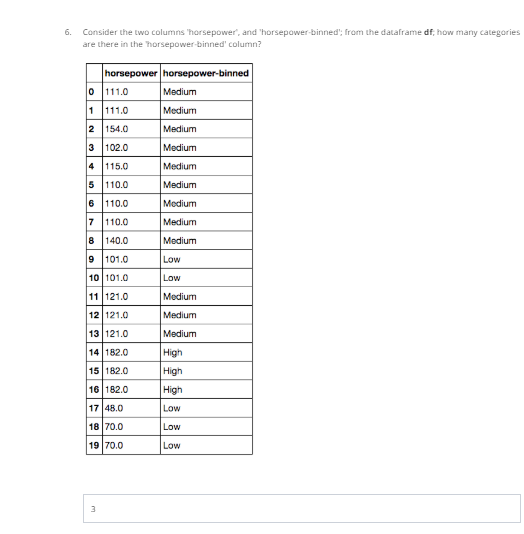 6. Consider the two columns 'horsepower', and 'horsepower-binned'; from the dataframe df; how many categories
are there in the 'horsepower-binned' column?
horsepower horsepower-binned
0 111.0 Medium
1 111.0 Medium
2 154.0 Medium
3 102.0 Medium
4 115.0 Medium
5 110.0 Medium
6 110.0 Medium
7 110.0 Medium
8 140.0 Medium
9 101.0 Low
10 101.0 Low
11 121.0 Medium
12 121.0 Medium
13 121.0 Medium
14 182.0 High
15 182.0 High
16 182.0 High
17 48.0 Low
18 70.0 Low
19 70.0 Low
3